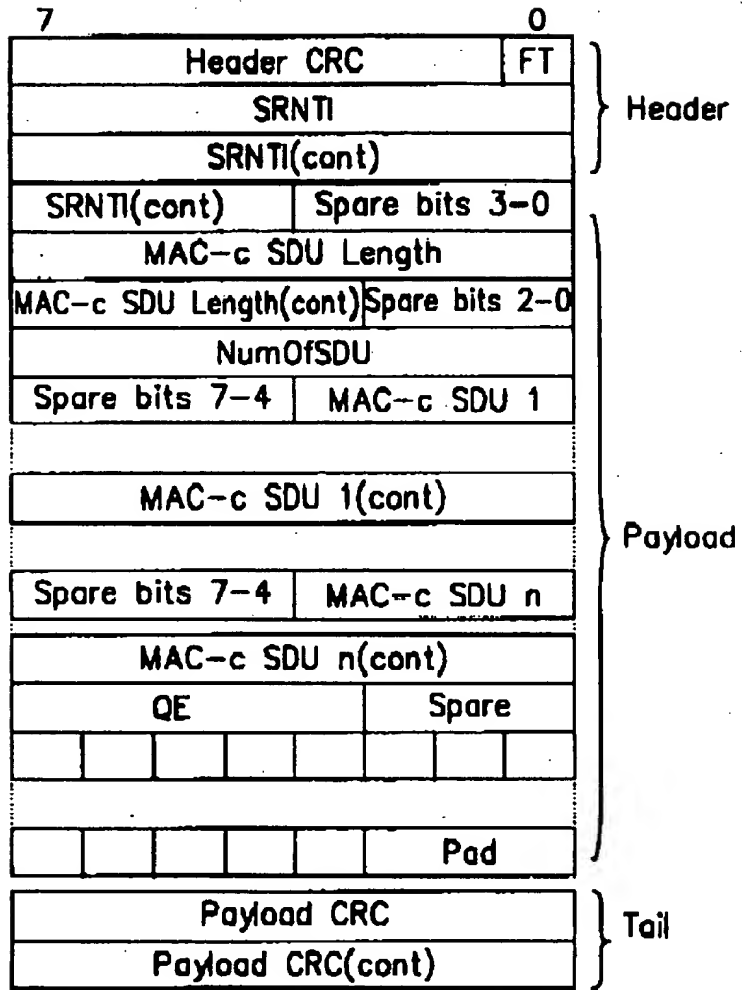 7 0
Header CRC FT
SRNTI
Header
SRNTI(cont)
SRNTI(cont) Spare bits 3-0
MAC-c SDU Length
MAC-c SDU Length(cont) Spare bits 2-0
NumOfSDU
Spare bits 7-4 MAC-c SDU 1
MAC-c SDU 1(cont)
Payload
Spare bits 7-4 MAC-c SDU n
MAC-c SDU n(cont)
QE Spare
Pad
Payload CRC
Tail
Payload CRC(cont)